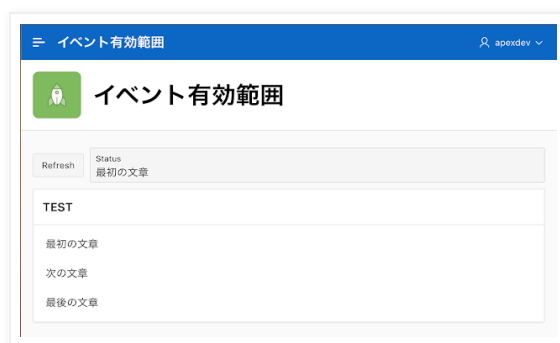 イベント有効範囲
apexdev
イベント有効範囲
Refresh
Status
最初の文章
TEST
最初の文章
次の文章
最後の文章